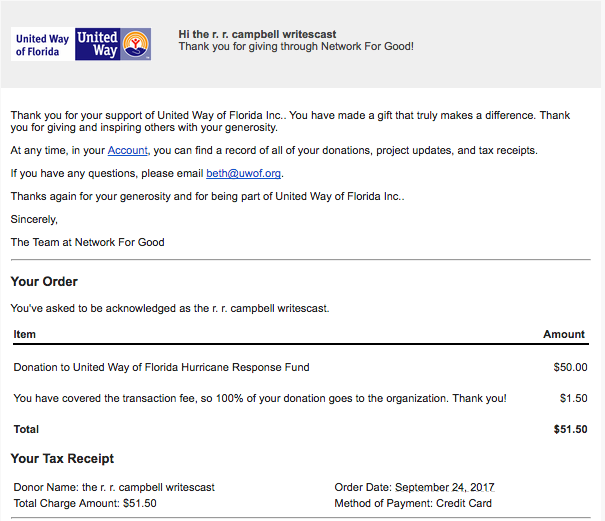 United Way
of Florida
United
Way
Hi the r. r. campbell writescast
Thank you for giving through Network For Good!
Thank you for your support of United Way of Florida Inc.. You have made a gift that truly makes a difference. Thank
you for giving and inspiring others with your generosity.
At any time, in your Account, you can find a record of all of your donations, project updates, and tax receipts.
If you have any questions, please email beth@uwof.org.
Thanks again for your generosity and for being part of United Way of Florida Inc..
Sincerely,
The Team at Network For Good
Your Order
You've asked to be acknowledged as the r. r. campbell writescast.
Item Amount
Donation to United Way of Florida Hurricane Response Fund $50.00
You have covered the transaction fee, so 100% of your donation goes to the organization. Thank you! $1.50
Total $51.50
Your Tax Receipt
Donor Name: the r. r. campbell writescast Order Date: September 24, 2017
Total Charge Amount: $51.50 Method of Payment: Credit Card